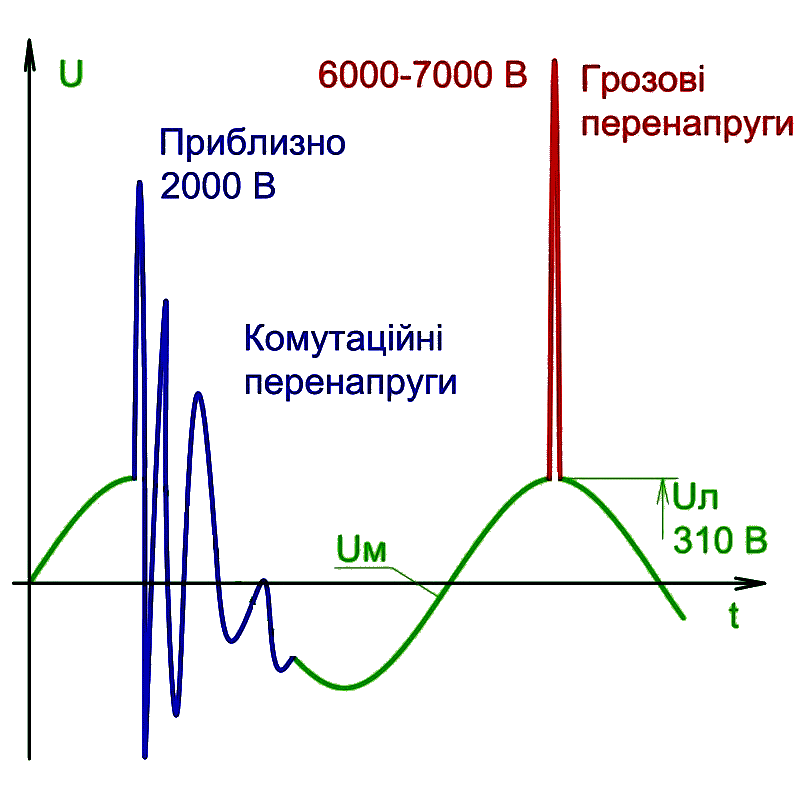 U
6000-7000 В
Грозові
перенапруги
Приблизно
2000 В
Комутаційні
перенапруги
Uм
Uл
310 В
t